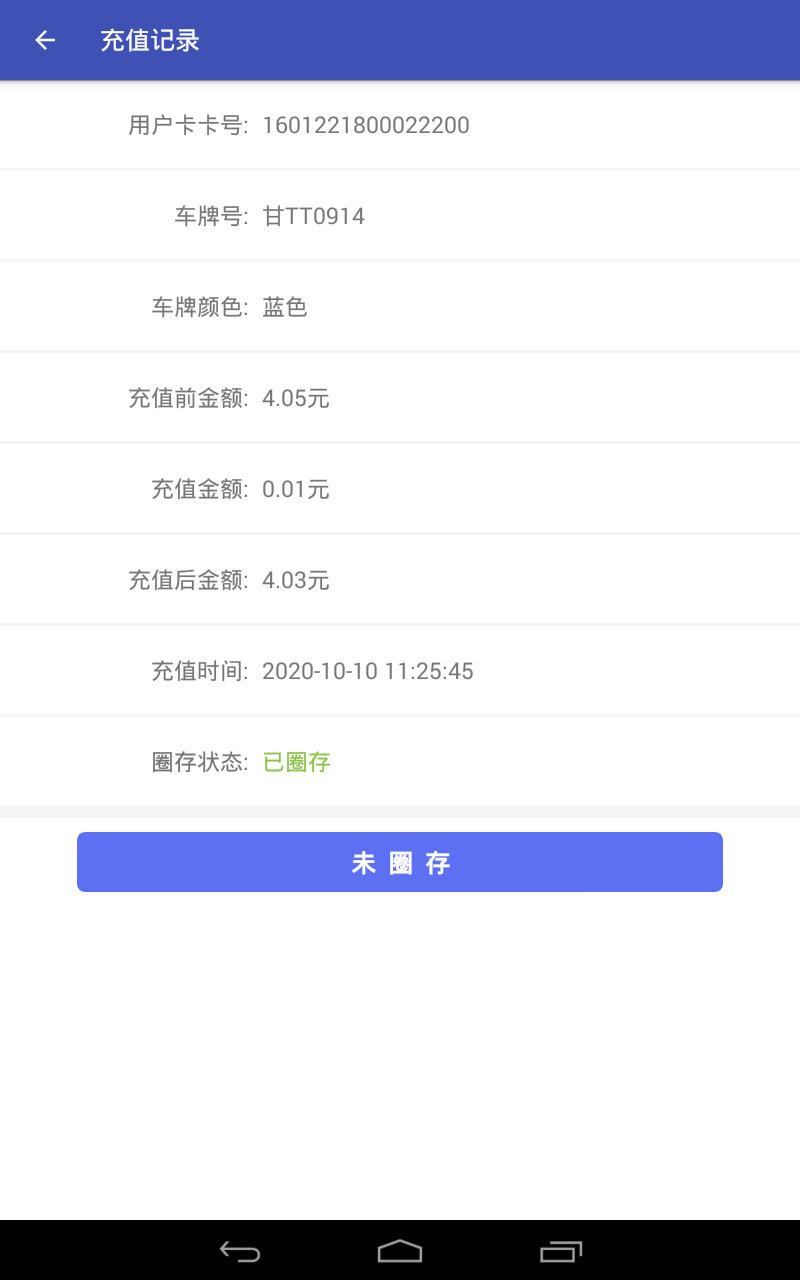 充值记录
用户卡卡号: 1601221800022200
车牌号: 甘TT0914
车牌颜色: 蓝色
充值前金额: 4.05元
充值金额: 0.01元
充值后金额: 4.03元
充值时间: 2020-10-10 11:25:45
圈存状态: 已圈存
未 圈 存